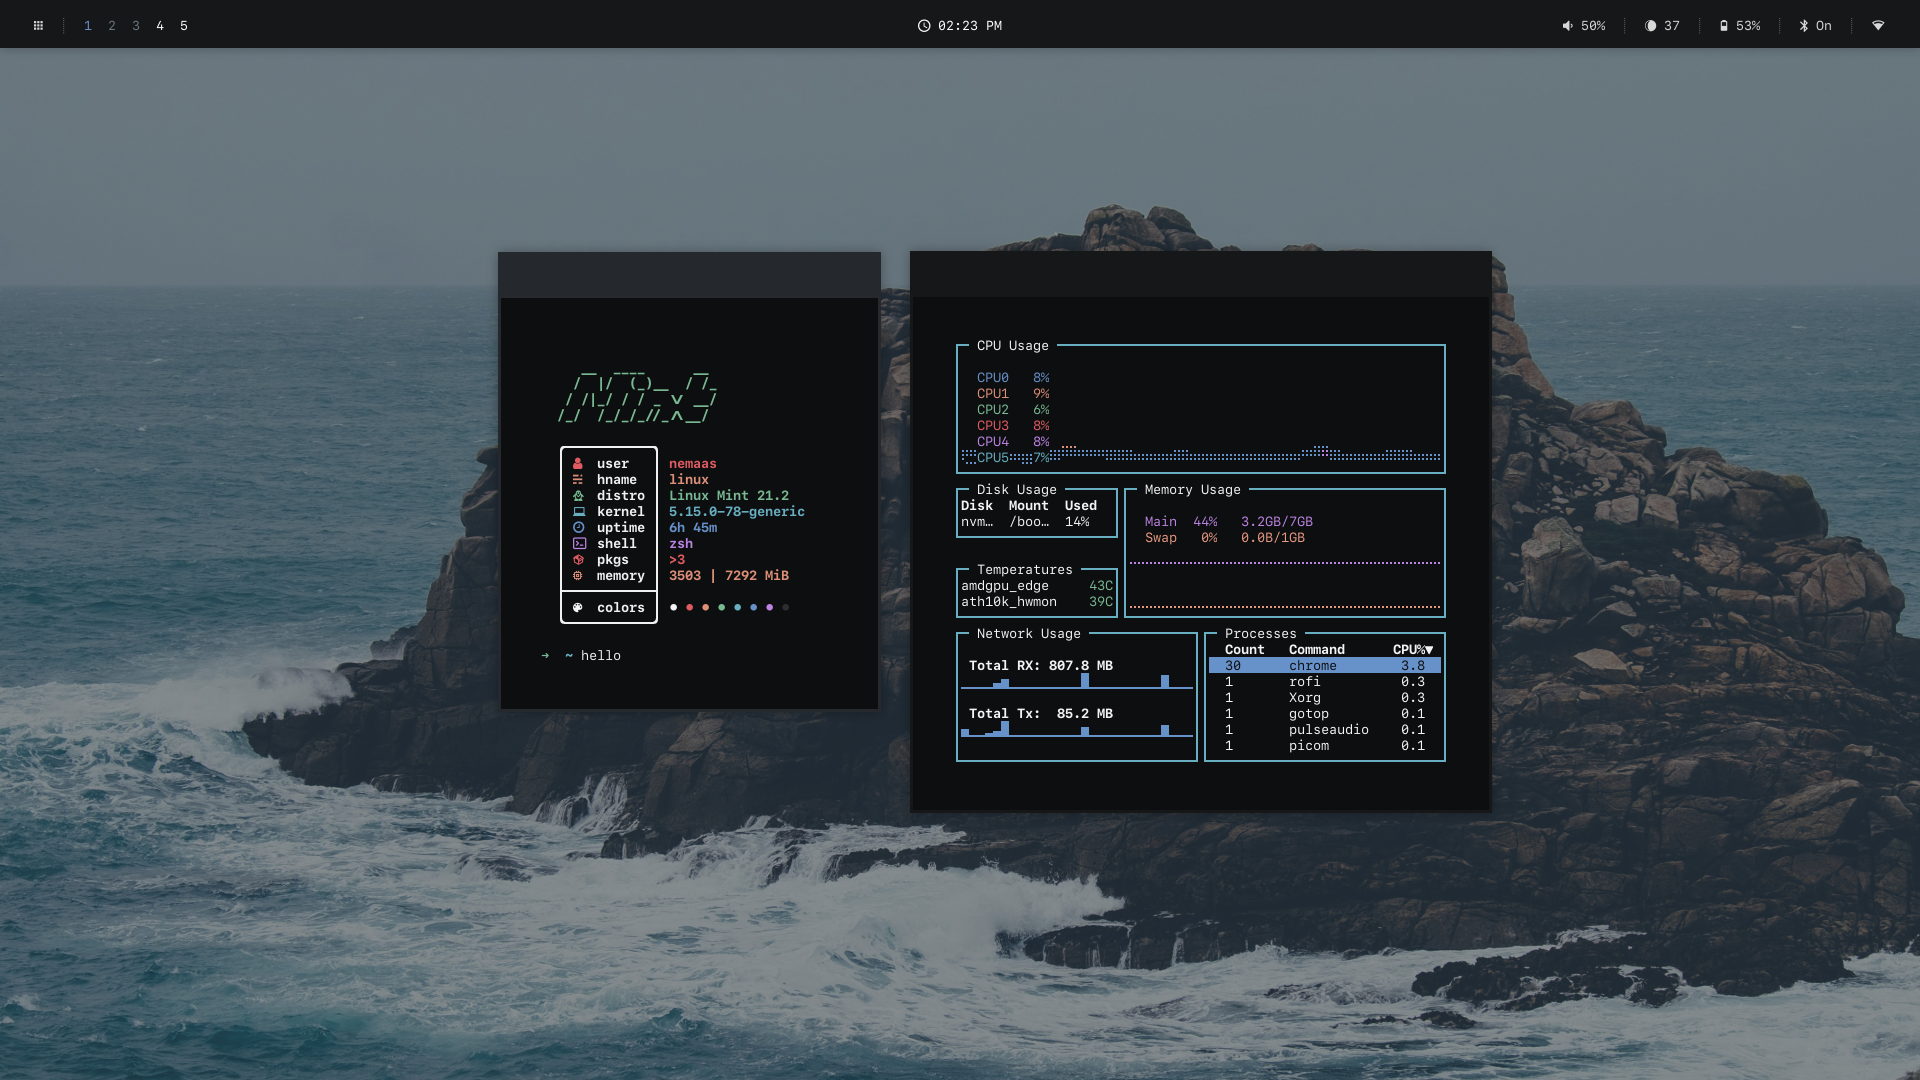 1 2 3 4 5
02:23 PM
50% 37 53% On
user nemaas
hname linux
distro Linux Mint 21.2
kernel 5.15.0-78-generic
uptime 6h 45m
shell zsh
pkgs >3
memory 3503 | 7292 MiB
colors
→ ~ hello
CPU Usage
CPU0 8%
CPU1 9%
CPU2 6%
CPU3 8%
CPU4 8%
CPU5 7%
Disk Usage
Disk Mount Used
nvm… /boo… 14%
Memory Usage
Main 44% 3.2GB/7GB
Swap 0% 0.0B/1GB
Temperatures
amdgpu_edge 43C
ath10k_hwmon 39C
Network Usage
Total RX: 807.8 MB
Total Tx: 85.2 MB
Processes
Count Command CPU%▼
30 chrome 3.8
1 rofi 0.3
1 Xorg 0.3
1 gotop 0.1
1 pulseaudio 0.1
1 picom 0.1